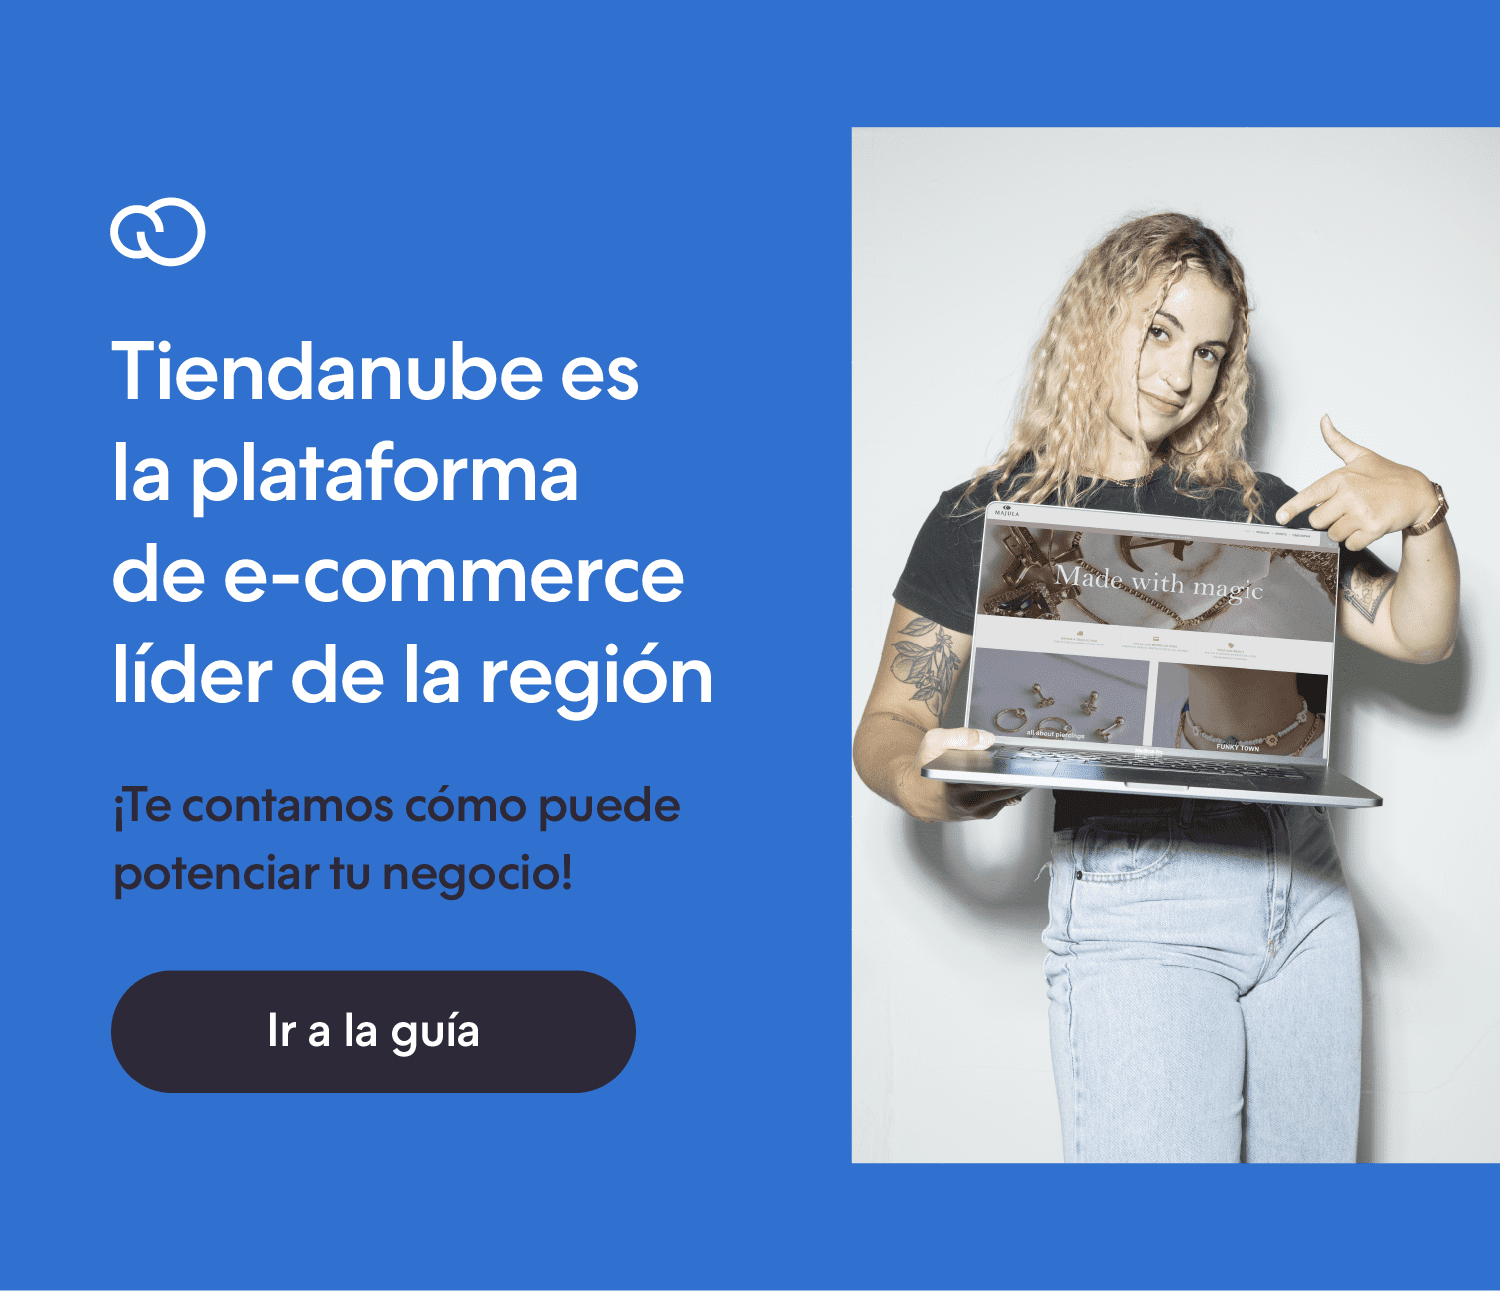 Tiendanube es
la plataforma
de e-commerce
líder de la región
¡Te contamos cómo puede
potenciar tu negocio!
Ir a la guía
MAJULA
Made with magic
all about piercings
FUNKY TOWN